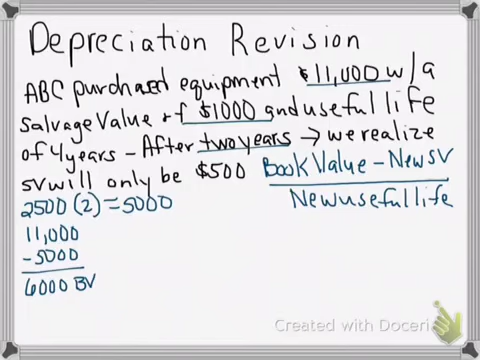 Depreciation Revision
ABC purchased equipment $11,000 w/a
Salvage Value of $1000 and useful life
of 4 years - After two years → we realize
SV will only be $500 Book Value - New SV
New useful life
2500 (2) = 5000
11,000
- 5000
6000 BV
Created with Doceri